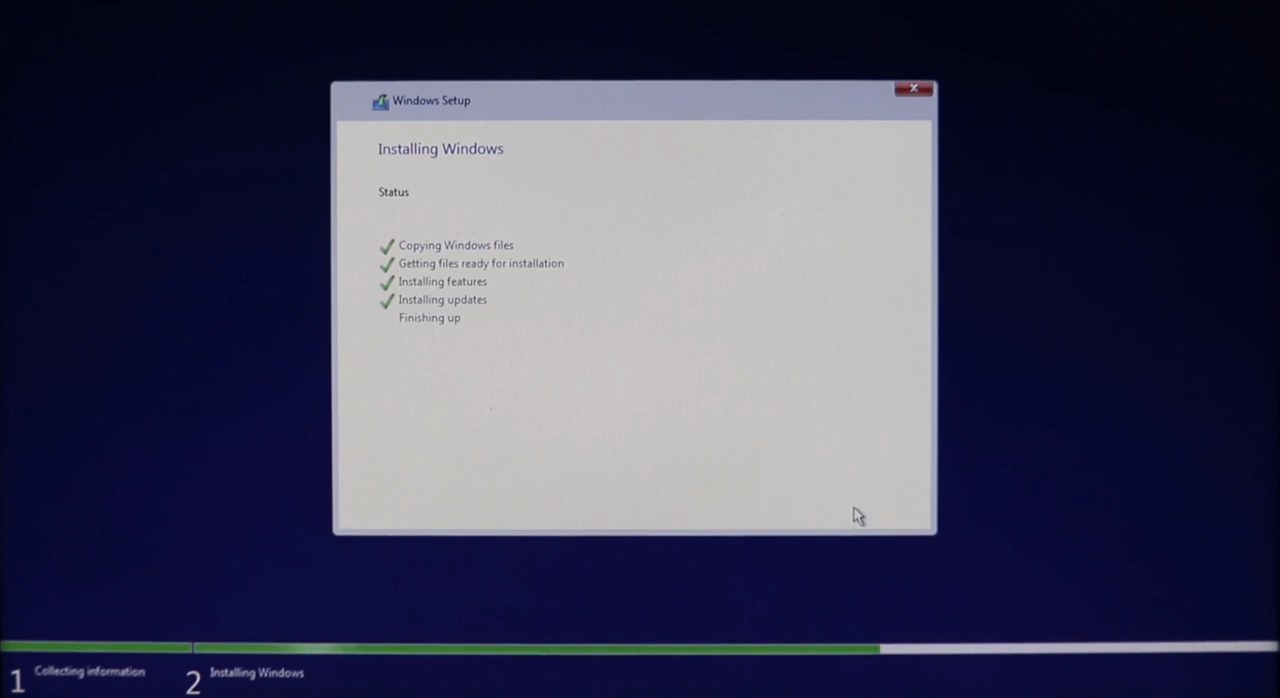 Windows Setup
Installing Windows
Status
Copying Windows files
Getting files ready for installation
Installing features
Installing updates
Finishing up
1 Collecting information
2 Installing Windows